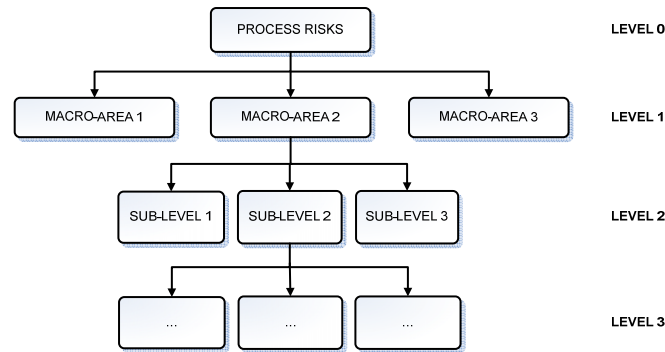 PROCESS RISKS LEVEL 0
MACRO-AREA 1 MACRO-AREA 2 MACRO-AREA 3 LEVEL 1
SUB-LEVEL 1 SUB-LEVEL 2 SUB-LEVEL 3 LEVEL 2
... ... ... LEVEL 3